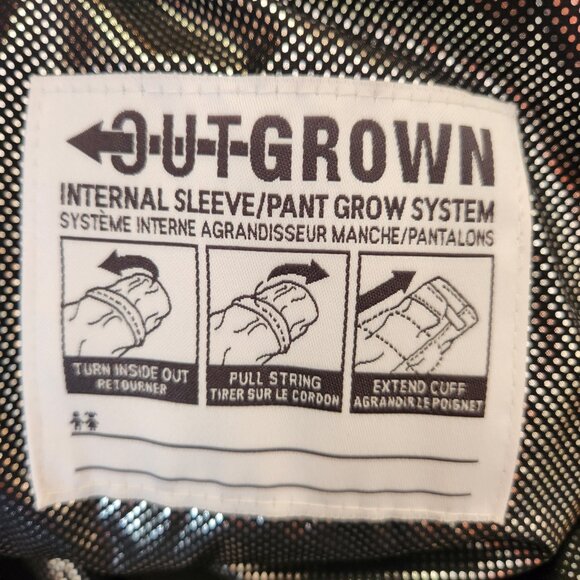 OUTGROWN
INTERNAL SLEEVE/PANT GROW SYSTEM
SYSTÈME INTERNE AGRANDISSEUR MANCHE/PANTALONS
TURN INSIDE OUT
RETOURNER
PULL STRING
TIRER SUR LE CORDON
EXTEND CUFF
AGRANDIR LE POIGNET